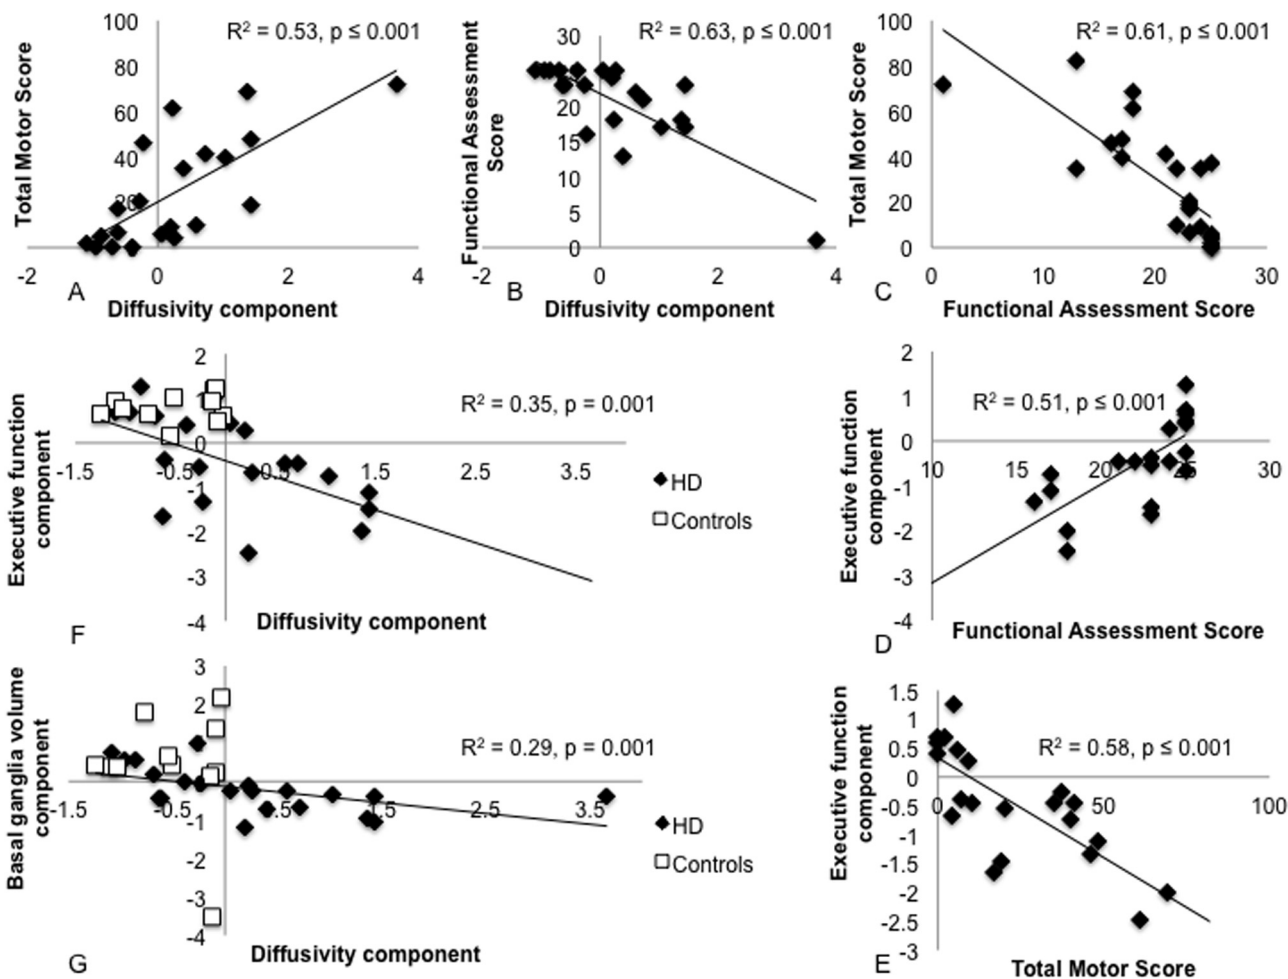 R² = 0.53, p ≤ 0.001
Total Motor Score
100
80
60
40
20
0
-2 0 2 4
A
Diffusivity component
R² = 0.63, p ≤ 0.001
Functional Assessment
Score
30
25
20
15
10
5
0
-2 0 2 4
B
Diffusivity component
R² = 0.61, p ≤ 0.001
Total Motor Score
100
80
60
40
20
0
0 10 20 30
C
Functional Assessment Score
Executive function
component
2
1
0
-1
-2
-3
-4
-1.5 -0.5 0.5 1.5 2.5 3.5
R² = 0.35, p = 0.001
HD
Controls
F
Diffusivity component
Executive function
component
2
1
0
-1
-2
-3
-4
10 15 20 25 30
R² = 0.51, p ≤ 0.001
D
Functional Assessment Score
Basal ganglia volume
component
3
2
-1
-2
-3
-4
-1.5 -0.5 1.5 2.5 3.5
R² = 0.29, p = 0.001
HD
Controls
G
Diffusivity component
Executive function
component
1.5
1
0.5
0
-0.5
-1
-1.5
-2
-2.5
-3
0 50 100
R² = 0.58, p ≤ 0.001
E
Total Motor Score